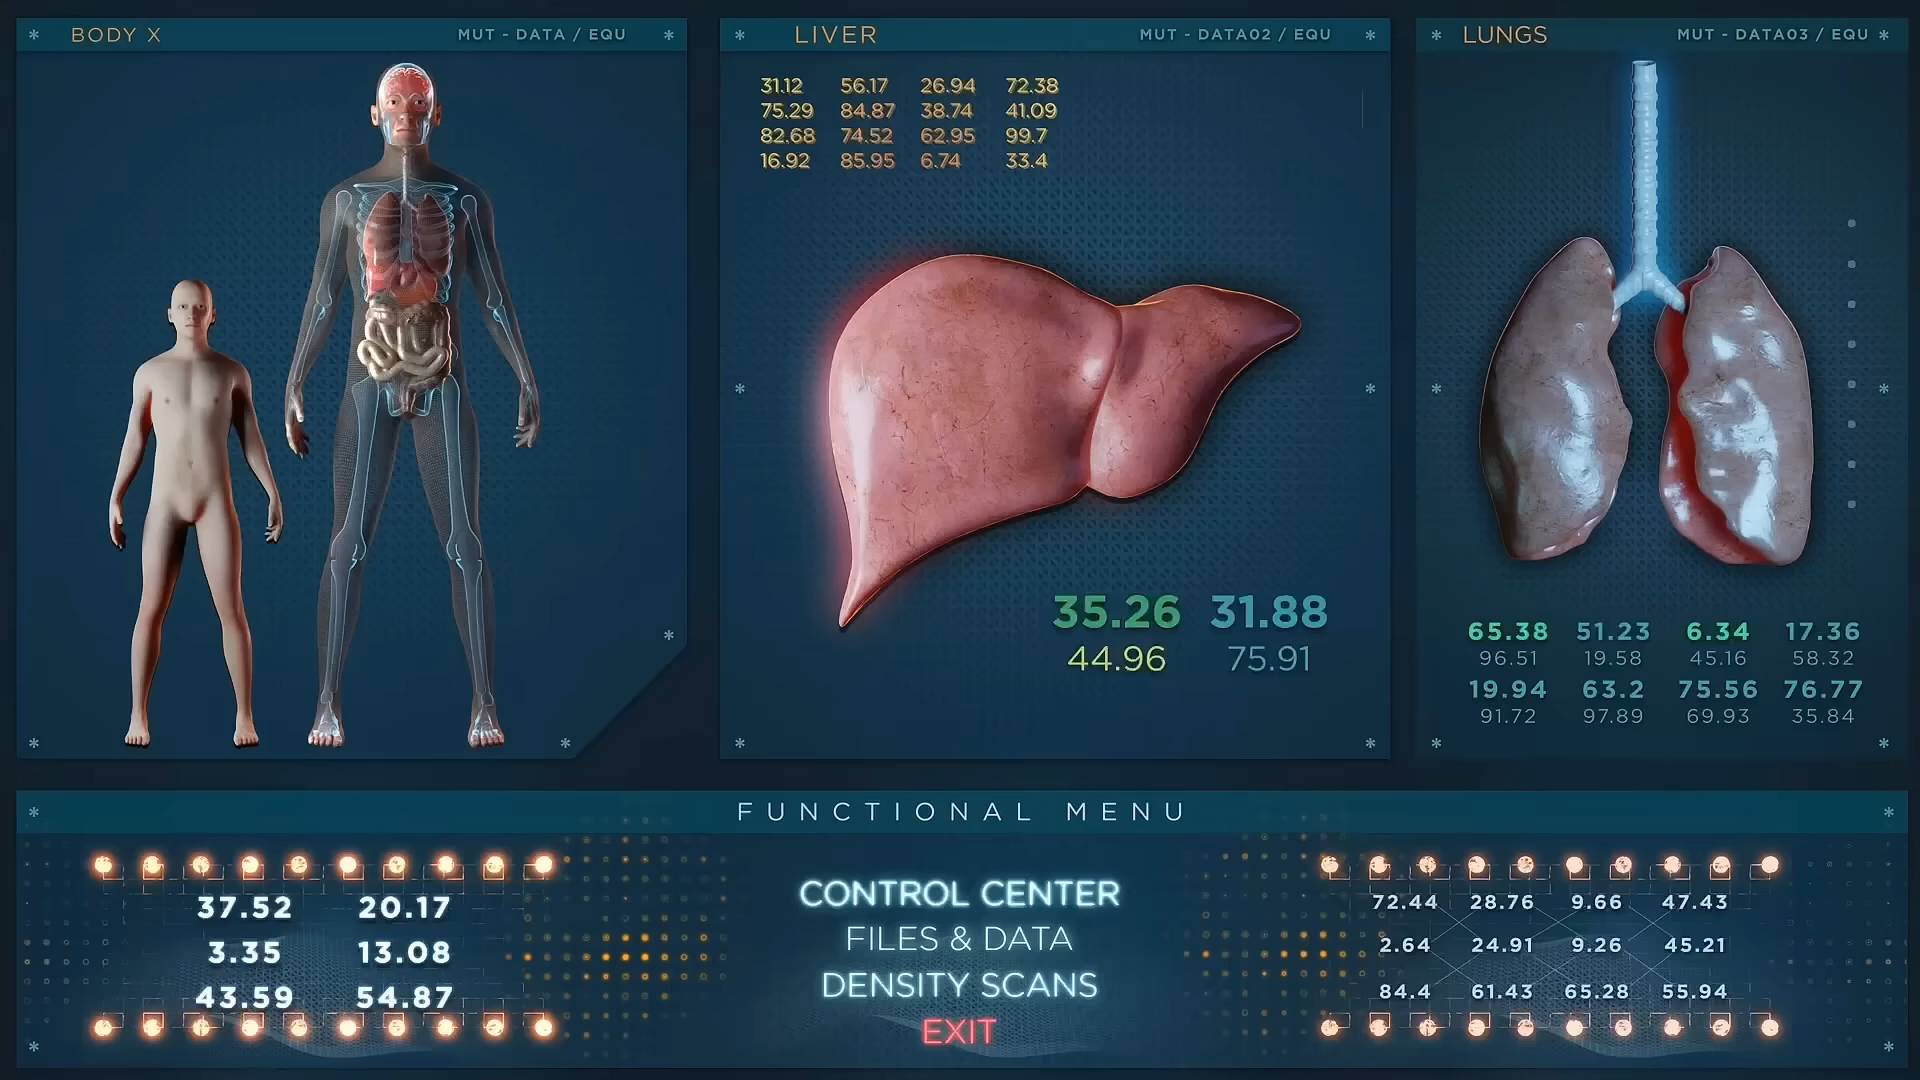 * BODY X MUT - DATA / EQU *
* LIVER MUT - DATA02 / EQU *
31.12 56.17 26.94 72.38
75.29 84.87 38.74 41.09
82.68 74.52 62.95 99.7
16.92 85.95 6.74 33.4
35.26 31.88
44.96 75.91
* LUNGS MUT - DATA03 / EQU *
65.38 51.23 6.34 17.36
96.51 19.58 45.16 58.32
19.94 63.2 75.56 76.77
91.72 97.89 69.93 35.84
* FUNCTIONAL MENU *
37.52 20.17
3.35 13.08
43.59 54.87
CONTROL CENTER
FILES & DATA
DENSITY SCANS
EXIT
72.44 28.76 9.66 47.43
2.64 24.91 9.26 45.21
84.4 61.43 65.28 55.94